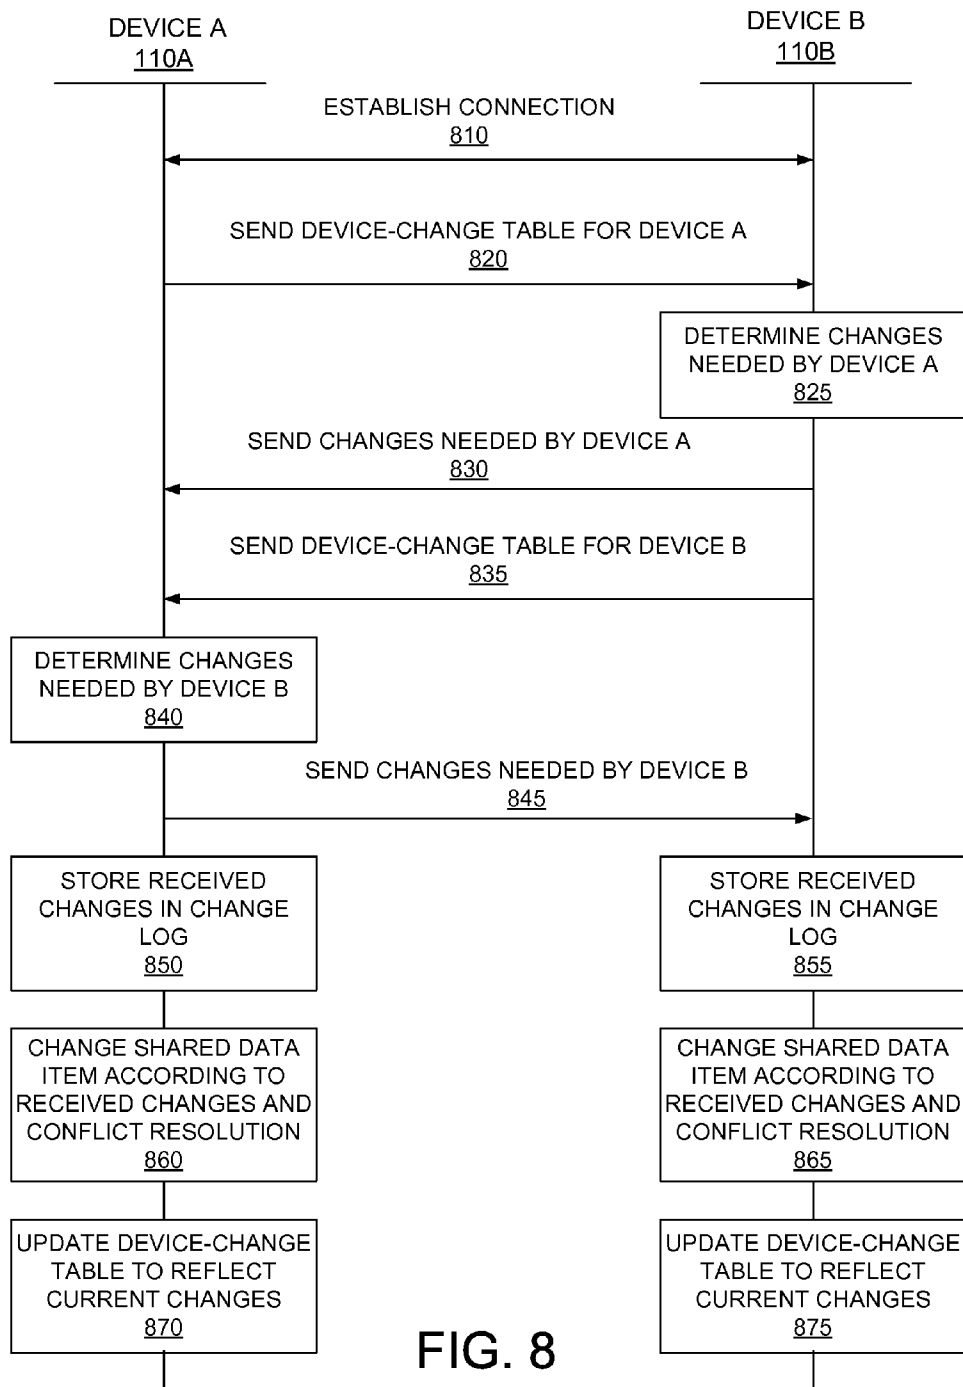 DEVICE A
110A
DEVICE B
110B
ESTABLISH CONNECTION
810
SEND DEVICE-CHANGE TABLE FOR DEVICE A
820
DETERMINE CHANGES
NEEDED BY DEVICE A
825
SEND CHANGES NEEDED BY DEVICE A
830
SEND DEVICE-CHANGE TABLE FOR DEVICE B
835
DETERMINE CHANGES
NEEDED BY DEVICE B
840
SEND CHANGES NEEDED BY DEVICE B
845
STORE RECEIVED
CHANGES IN CHANGE
LOG
850
STORE RECEIVED
CHANGES IN CHANGE
LOG
855
CHANGE SHARED DATA
ITEM ACCORDING TO
RECEIVED CHANGES AND
CONFLICT RESOLUTION
860
CHANGE SHARED DATA
ITEM ACCORDING TO
RECEIVED CHANGES AND
CONFLICT RESOLUTION
865
UPDATE DEVICE-CHANGE
TABLE TO REFLECT
CURRENT CHANGES
870
UPDATE DEVICE-CHANGE
TABLE TO REFLECT
CURRENT CHANGES
875
FIG. 8